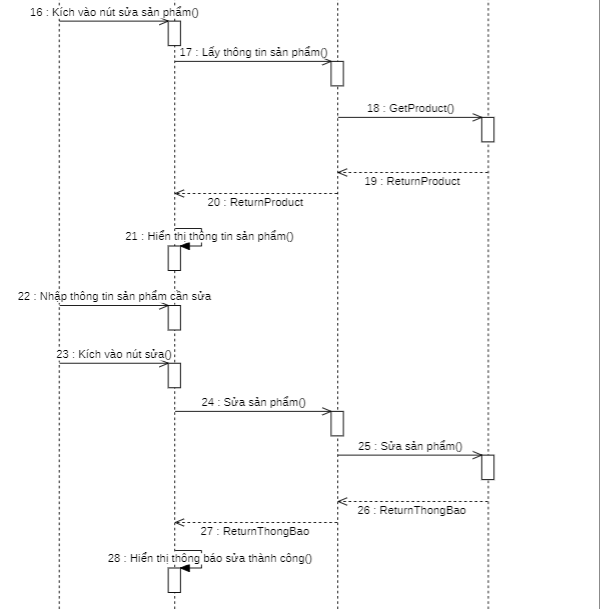 16 : Kích vào nút sửa sản phẩm()
17 : Lấy thông tin sản phẩm()
18 : GetProduct()
19 : ReturnProduct
20 : ReturnProduct
21 : Hiển thị thông tin sản phẩm()
22 : Nhập thông tin sản phẩm cần sửa
23 : Kích vào nút sửa()
24 : Sửa sản phẩm()
25 : Sửa sản phẩm()
26 : ReturnThongBao
27 : ReturnThongBao
28 : Hiển thị thông báo sửa thành công()